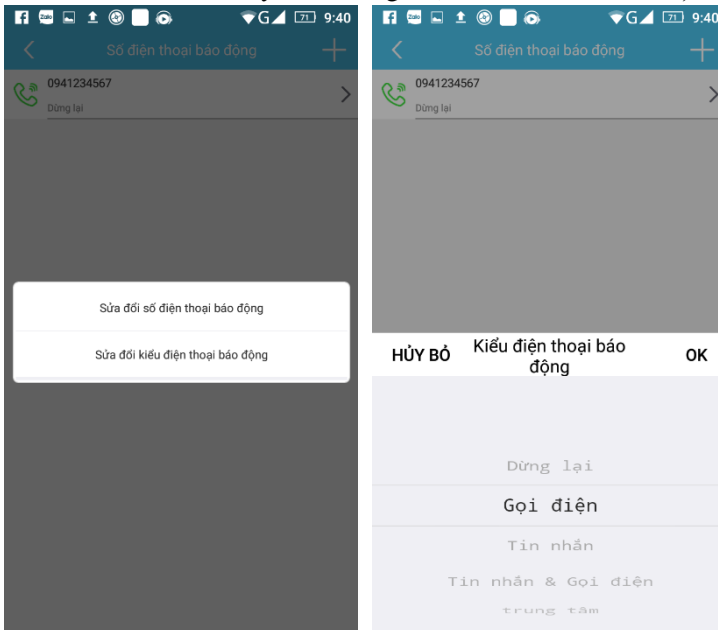 G 71 9:40
Số điện thoại báo động
0941234567
Dừng lại
Sửa đổi số điện thoại báo động
Sửa đổi kiểu điện thoại báo động
G 71 9:40
Số điện thoại báo động
0941234567
Dừng lại
HỦY BỎ Kiểu điện thoại báo động OK
Dừng lại
Gọi điện
Tin nhắn
Tin nhắn & Gọi điện
trung tâm